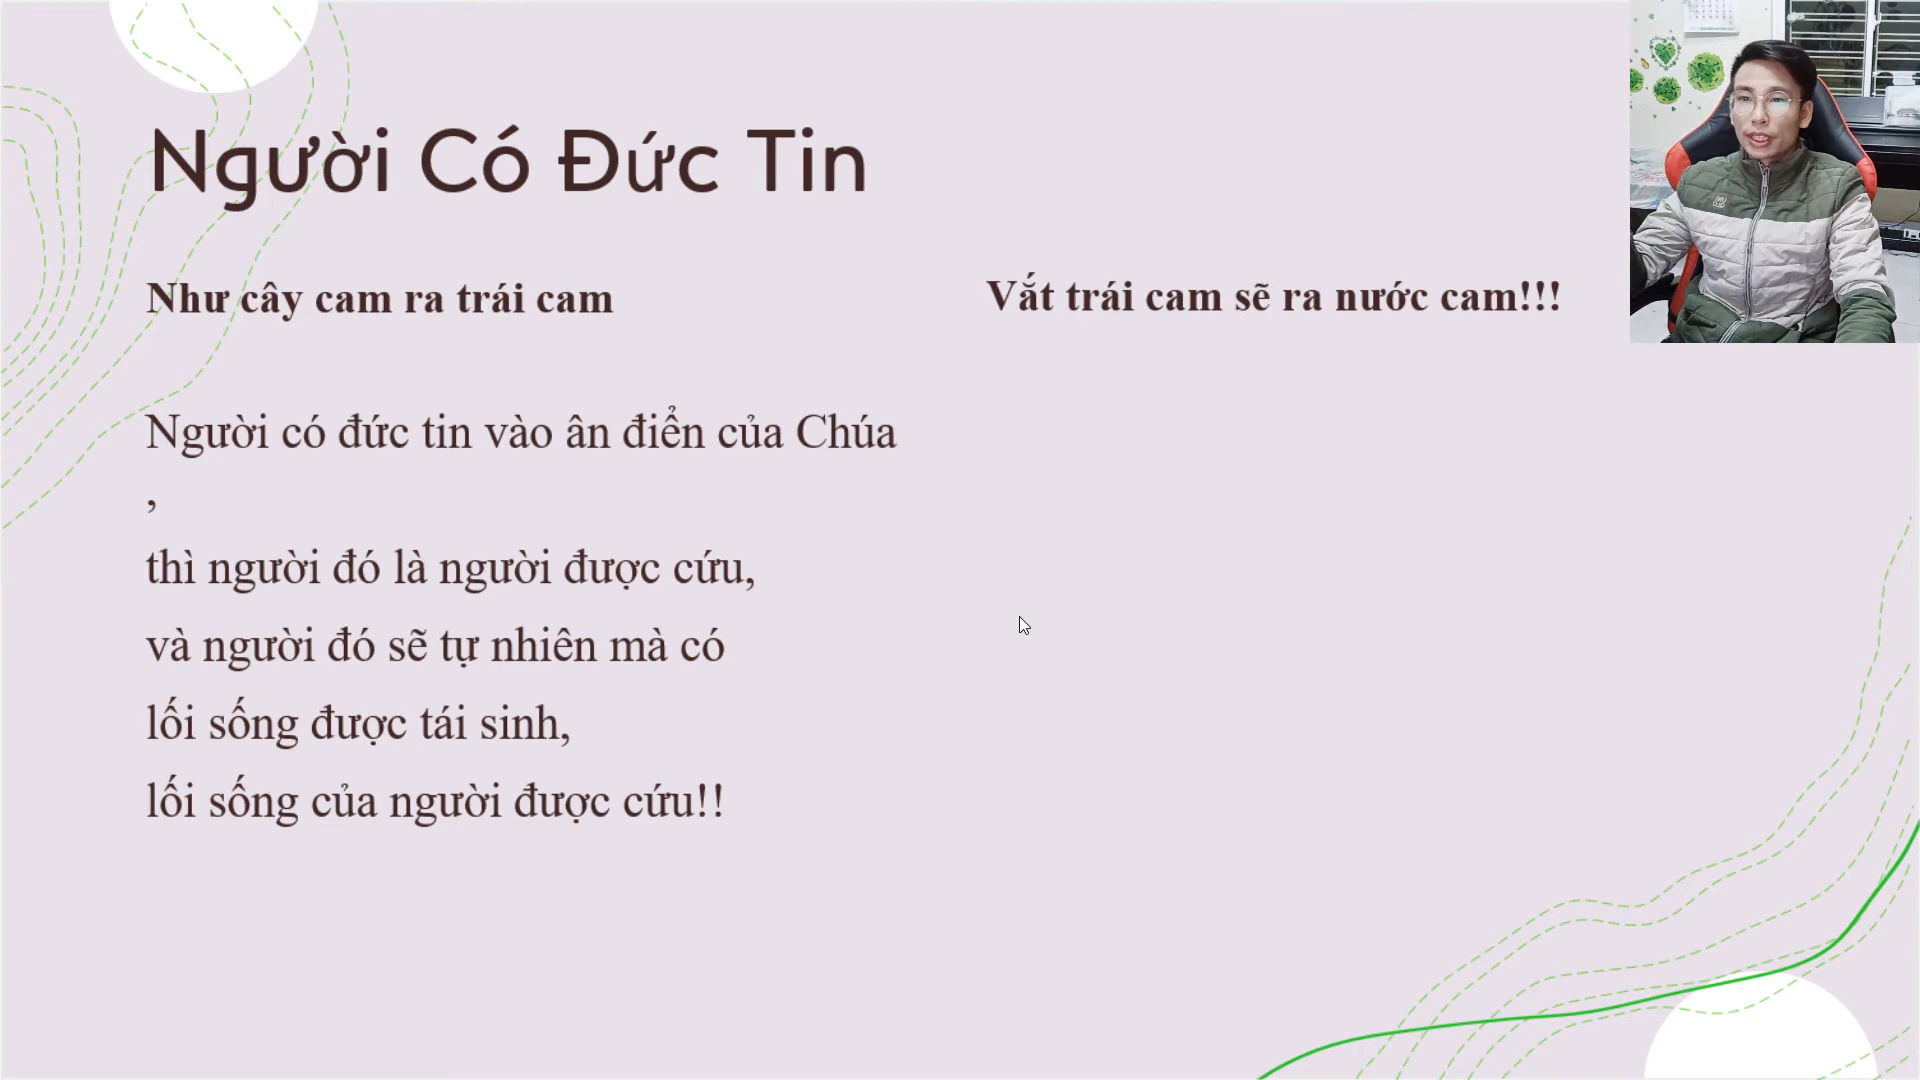 Người Có Đức Tin
Như cây cam ra trái cam
Vắt trái cam sẽ ra nước cam!!!
Người có đức tin vào ân điển của Chúa
,
thì người đó là người được cứu,
và người đó sẽ tự nhiên mà có
lối sống được tái sinh,
lối sống của người được cứu!!